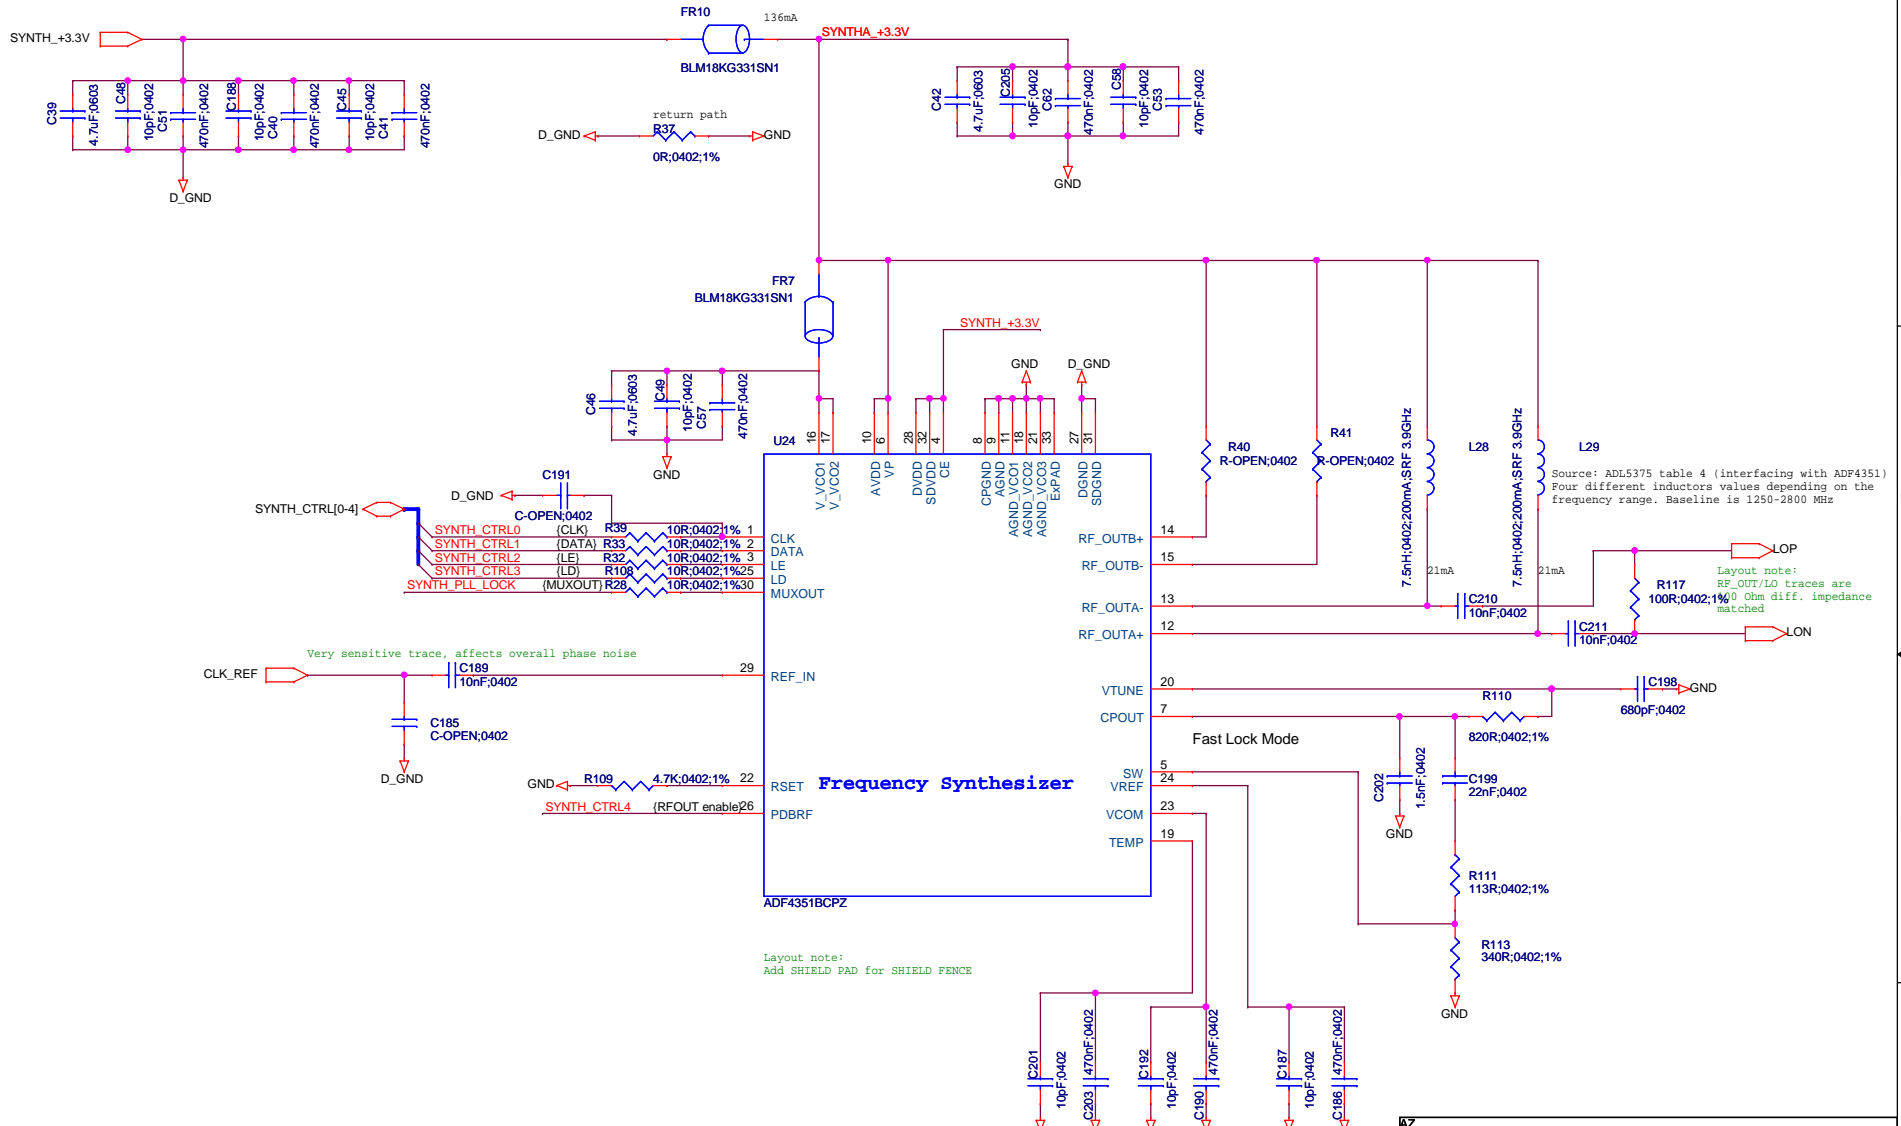 FR10
136mA
SYNTH_+3.3V
SYNTHA_+3.3V
BLM18KG331SN1
C39
4.7uF;0603
C48
10pF;0402
C51
470nF;0402
C188
10pF;0402
C40
470nF;0402
C45
10pF;0402
C41
470nF;0402
D_GND
return path
D_GND
R37
GND
0R;0402;1%
C42
4.7uF;0603
C205
10pF;0402
C62
470nF;0402
C58
10pF;0402
C53
470nF;0402
GND
FR7
BLM18KG331SN1
SYNTH_+3.3V
GND
D_GND
C46
4.7uF;0603
C49
10pF;0402
C57
470nF;0402
GND
U24
16
17
10
6
28
32
4
8
9
11
18
21
33
27
31
V_VCO1
V_VCO2
AVDD
VP
DVDD
SDVDD
CE
CPGND
AGND
AGND_VCO1
AGND_VCO2
AGND_VCO3
ExPAD
DGND
SDGND
R40
R-OPEN;0402
R41
R-OPEN;0402
7.5nH;0402;200mA;SRF 3.9GHz
L28
21mA
7.5nH;0402;200mA;SRF 3.9GHz
L29
21mA
Source: ADL5375 table 4 (interfacing with ADF4351)
Four different inductors values depending on the
frequency range. Baseline is 1250-2800 MHz
C191
D_GND
C-OPEN;0402
SYNTH_CTRL[0-4]
SYNTH_CTRL0 {CLK} R39 10R;0402;1% 1 CLK
SYNTH_CTRL1 {DATA} R33 10R;0402;1% 2 DATA
SYNTH_CTRL2 {LE} R32 10R;0402;1% 3 LE
SYNTH_CTRL3 {LD} R108 10R;0402;1% 25 LD
SYNTH_PLL_LOCK {MUXOUT} R28 10R;0402;1% 30 MUXOUT
RF_OUTB+ 14
RF_OUTB- 15
RF_OUTA- 13
RF_OUTA+ 12
C210
10nF;0402
C211
10nF;0402
R117
100R;0402;1%
LOP
LON
Layout note:
RF_OUT/LO traces are
100 Ohm diff. impedance
matched
Very sensitive trace, affects overall phase noise
CLK_REF
C189
10nF;0402
29 REF_IN
C185
C-OPEN;0402
D_GND
VTUNE 20
CPOUT 7
R110
820R;0402;1%
C198
680pF;0402
GND
Fast Lock Mode
C202
1.5nF;0402
GND
C199
22nF;0402
GND R109 4.7K;0402;1% 22 RSET
SYNTH_CTRL4 {RFOUT enable} 26 PDBRF
Frequency Synthesizer
SW 5
VREF 24
VCOM 23
TEMP 19
R111
113R;0402;1%
R113
340R;0402;1%
GND
ADF4351BCPZ
Layout note:
Add SHIELD PAD for SHIELD FENCE
C201
10pF;0402
C203
470nF;0402
C192
10pF;0402
C190
470nF;0402
C187
10pF;0402
C186
470nF;0402
AZ